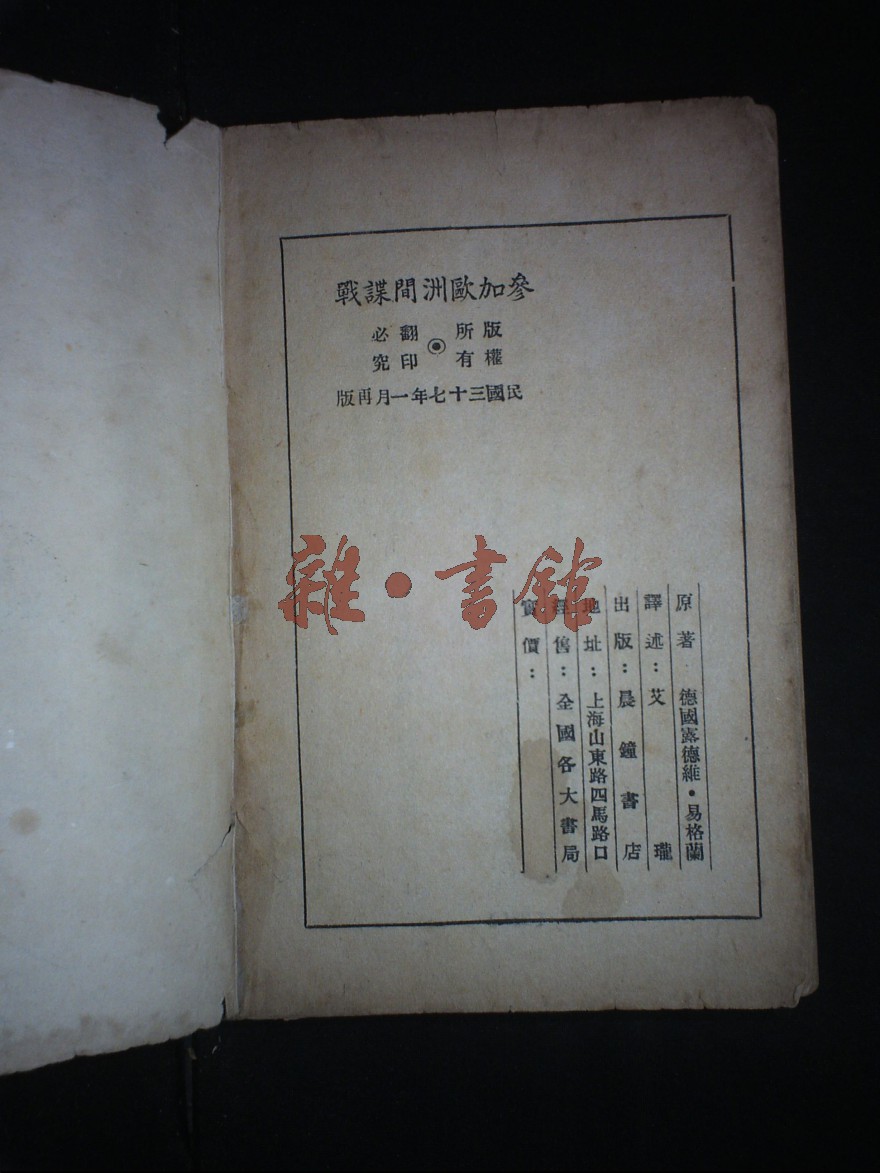 參加歐洲間諜戰
版權所有◉翻印必究
民國三十七年一月再版
原著 德國露德維·易格蘭
譯述：艾瓏
出版：晨鐘書店
地址：上海山東路四馬路口
經售：全國各大書局
實價：
雜·書館